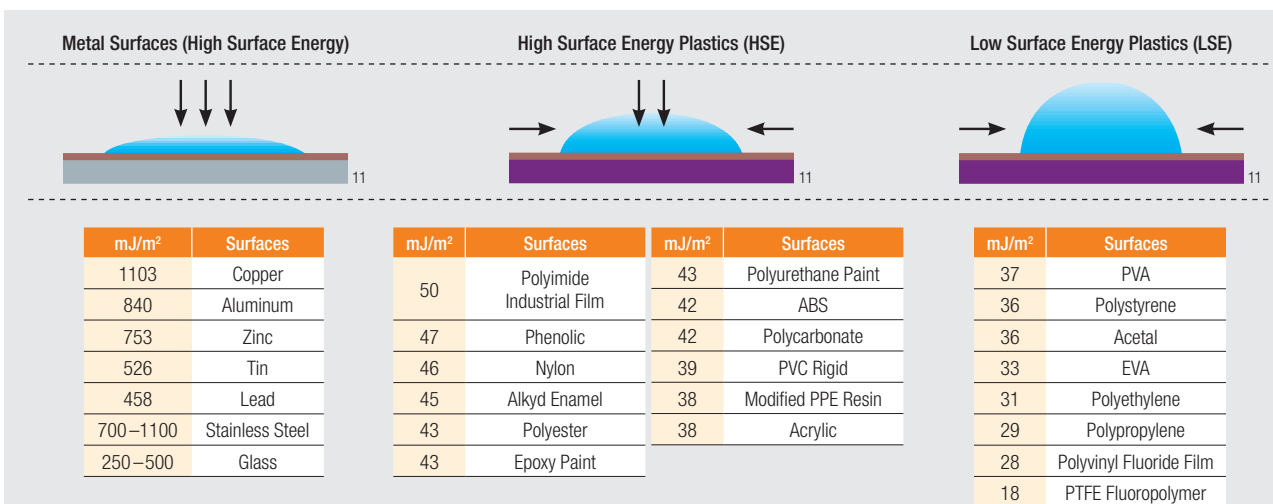 Metal Surfaces (High Surface Energy)
High Surface Energy Plastics (HSE)
Low Surface Energy Plastics (LSE)
11
11
11
mJ/m² Surfaces
1103 Copper
840 Aluminum
753 Zinc
526 Tin
458 Lead
700–1100 Stainless Steel
250–500 Glass
mJ/m² Surfaces
50 Polyimide
Industrial Film
47 Phenolic
46 Nylon
45 Alkyd Enamel
43 Polyester
43 Epoxy Paint
mJ/m² Surfaces
43 Polyurethane Paint
42 ABS
42 Polycarbonate
39 PVC Rigid
38 Modified PPE Resin
38 Acrylic
mJ/m² Surfaces
37 PVA
36 Polystyrene
36 Acetal
33 EVA
31 Polyethylene
29 Polypropylene
28 Polyvinyl Fluoride Film
18 PTFE Fluoropolymer